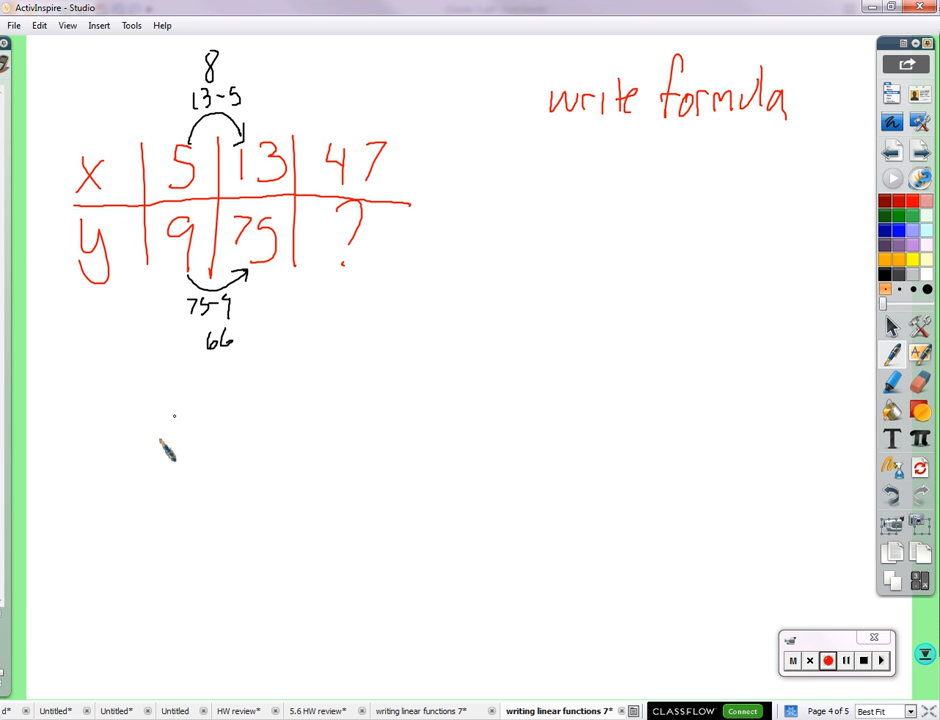 ActivInspire - Studio
File Edit View Insert Tools Help
8
13-5
write formula
x 5 13 47
y 9 75 ?
75-9
66
M
d* Untitled* Untitled* Untitled HW review* 5.6 HW review* writing linear functions 7* writing linear functions 7* CLASSFLOW Connect Page 4 of 5 Best Fit